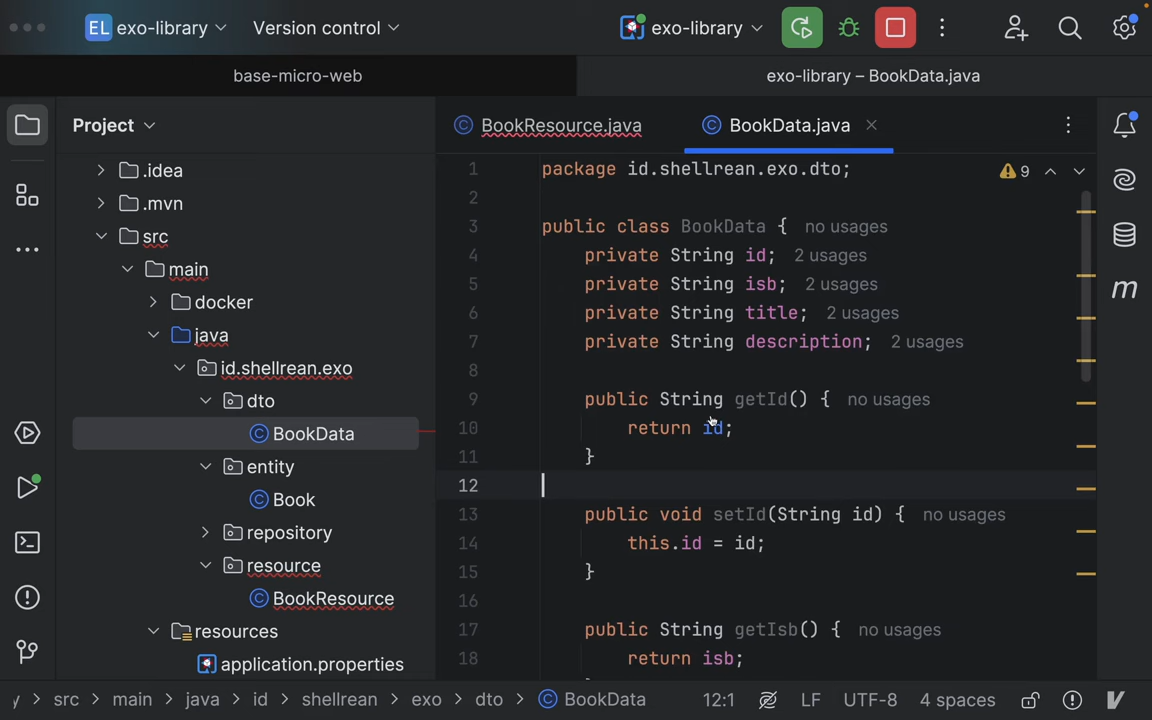 EL exo-library Version control exo-library
base-micro-web exo-library – BookData.java
Project
.idea
.mvn
src
main
docker
java
id.shellrean.exo
dto
BookData
entity
Book
repository
resource
BookResource
resources
application.properties
BookResource.java BookData.java
9
1 package id.shellrean.exo.dto;
2
3 public class BookData { no usages
4 private String id; 2 usages
5 private String isb; 2 usages
6 private String title; 2 usages
7 private String description; 2 usages
8
9 public String getId() { no usages
10 return id;
11 }
12
13 public void setId(String id) { no usages
14 this.id = id;
15 }
16
17 public String getIsb() { no usages
18 return isb;
m
y > src > main > java > id > shellrean > exo > dto > BookData 12:1 LF UTF-8 4 spaces